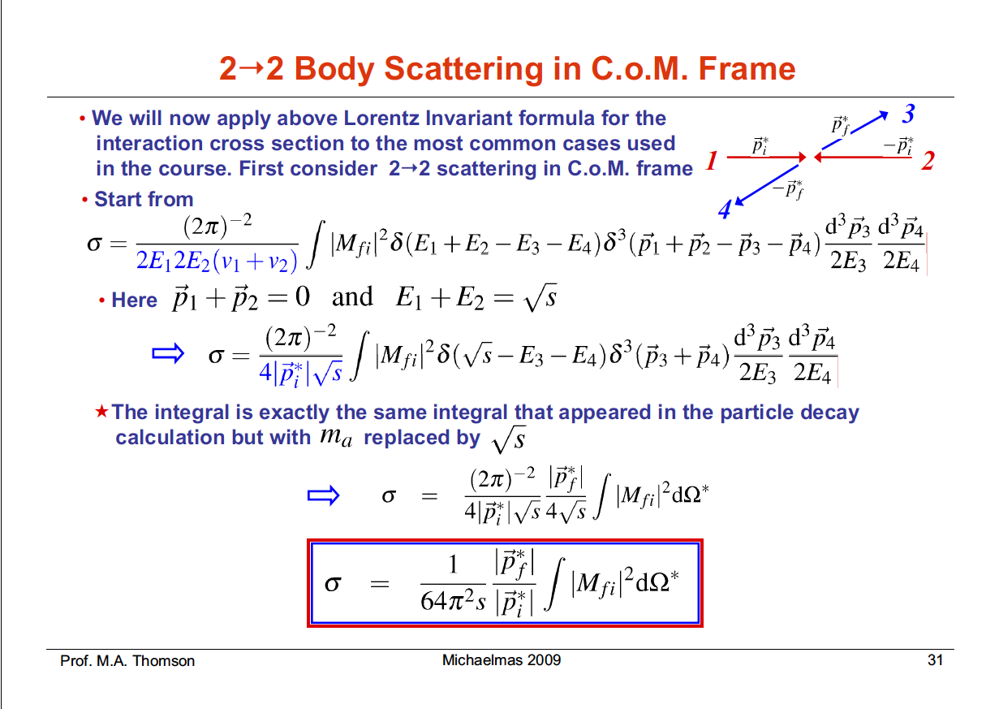 2→2 Body Scattering in C.o.M. Frame
• We will now apply above Lorentz Invariant formula for the
interaction cross section to the most common cases used
in the course. First consider 2→2 scattering in C.o.M. frame
1 $\vec{p}_i^*$ $\vec{p}_f^*$ 3 $-\vec{p}_i^*$ 2
4 $-\vec{p}_f^*$
• Start from
$\sigma = \frac{(2\pi)^{-2}}{2E_1 2E_2(v_1+v_2)} \int |M_{fi}|^2 \delta(E_1+E_2-E_3-E_4)\delta^3(\vec{p}_1+\vec{p}_2-\vec{p}_3-\vec{p}_4)\frac{\mathrm{d}^3\vec{p}_3}{2E_3}\frac{\mathrm{d}^3\vec{p}_4}{2E_4}$
• Here $\vec{p}_1+\vec{p}_2=0$ and $E_1+E_2=\sqrt{s}$
⇨ $\sigma = \frac{(2\pi)^{-2}}{4|\vec{p}_i^*|\sqrt{s}} \int |M_{fi}|^2 \delta(\sqrt{s}-E_3-E_4)\delta^3(\vec{p}_3+\vec{p}_4)\frac{\mathrm{d}^3\vec{p}_3}{2E_3}\frac{\mathrm{d}^3\vec{p}_4}{2E_4}$
★The integral is exactly the same integral that appeared in the particle decay
calculation but with $m_a$ replaced by $\sqrt{s}$
⇨ $\sigma = \frac{(2\pi)^{-2}}{4|\vec{p}_i^*|\sqrt{s}} \frac{|\vec{p}_f^*|}{4\sqrt{s}} \int |M_{fi}|^2 \mathrm{d}\Omega^*$
$\sigma = \frac{1}{64\pi^2 s} \frac{|\vec{p}_f^*|}{|\vec{p}_i^*|} \int |M_{fi}|^2 \mathrm{d}\Omega^*$
Prof. M.A. Thomson Michaelmas 2009 31